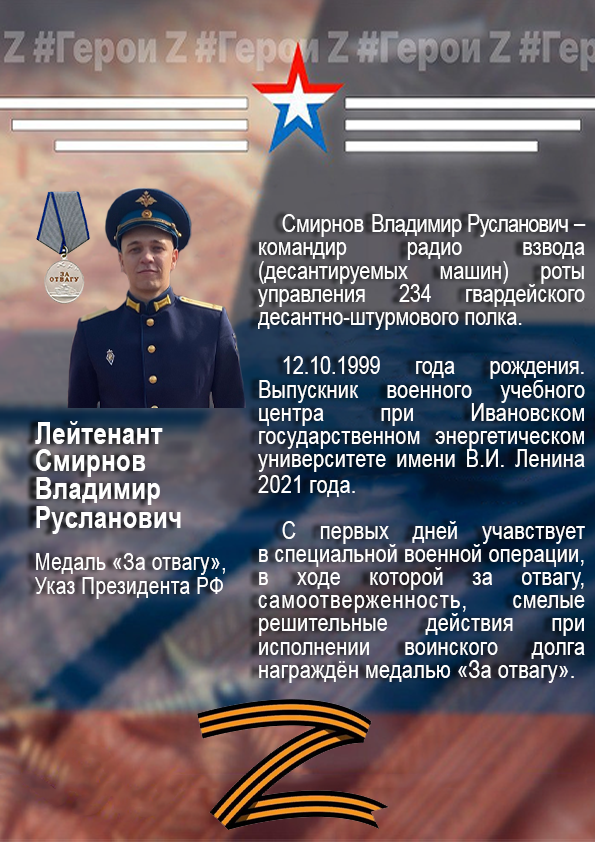 Z #Герои Z #Герои Z #Герои Z #Гер
ЗА
ОТВАГУ
Лейтенант
Смирнов
Владимир
Русланович
Медаль «За отвагу»,
Указ Президента РФ
Смирнов Владимир Русланович –
командир радио взвода
(десантируемых машин) роты
управления 234 гвардейского
десантно-штурмового полка.
12.10.1999 года рождения.
Выпускник военного учебного
центра при Ивановском
государственном энергетическом
университете имени В.И. Ленина
2021 года.
С первых дней учавствует
в специальной военной операции,
в ходе которой за отвагу,
самоотверженность, смелые
решительные действия при
исполнении воинского долга
награждён медалью «За отвагу».
Z